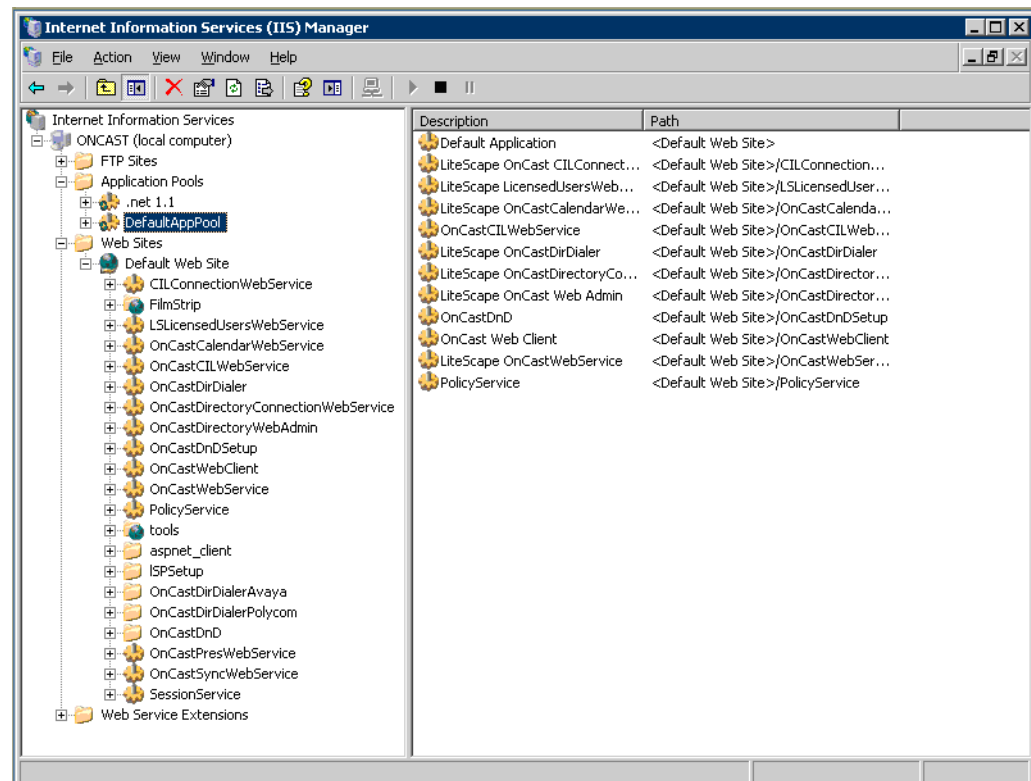 Internet Information Services (IIS) Manager
File Action View Window Help
Internet Information Services
ONCAST (local computer)
FTP Sites
Application Pools
.net 1.1
DefaultAppPool
Web Sites
Default Web Site
CILConnectionWebService
FilmStrip
LSLicensedUsersWebService
OnCastCalendarWebService
OnCastCILWebService
OnCastDirDialer
OnCastDirectoryConnectionWebService
OnCastDirectoryWebAdmin
OnCastDnDSetup
OnCastWebClient
OnCastWebService
PolicyService
tools
aspnet_client
lSPSetup
OnCastDirDialerAvaya
OnCastDirDialerPolycom
OnCastDnD
OnCastPresWebService
OnCastSyncWebService
SessionService
Web Service Extensions
Description Path
Default Application <Default Web Site>
LiteScape OnCast CILConnect... <Default Web Site>/CILConnection...
LiteScape LicensedUsersWeb... <Default Web Site>/LSLicensedUser...
LiteScape OnCastCalendarWe... <Default Web Site>/OnCastCalenda...
OnCastCILWebService <Default Web Site>/OnCastCILWeb...
LiteScape OnCastDirDialer <Default Web Site>/OnCastDirDialer
LiteScape OnCastDirectoryCo... <Default Web Site>/OnCastDirector...
LiteScape OnCast Web Admin <Default Web Site>/OnCastDirector...
OnCastDnD <Default Web Site>/OnCastDnDSetup
OnCast Web Client <Default Web Site>/OnCastWebClient
LiteScape OnCastWebService <Default Web Site>/OnCastWebSer...
PolicyService <Default Web Site>/PolicyService